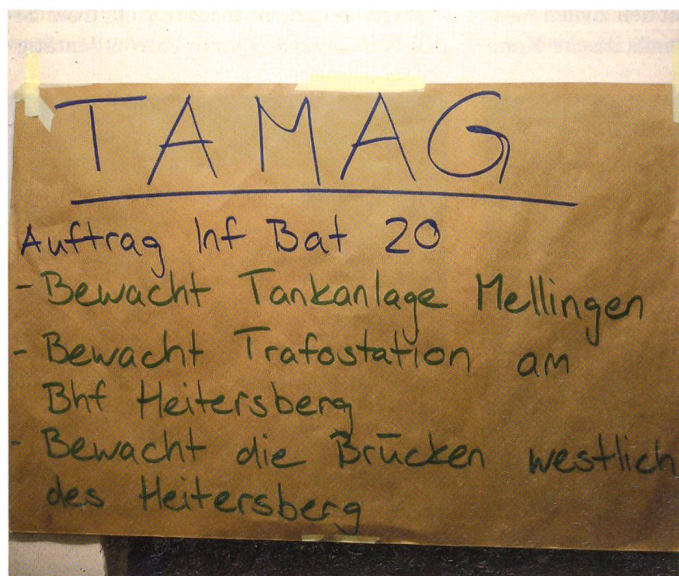 TAMAG
Auftrag Inf Bat 20
- Bewacht Tankanlage Mellingen
- Bewacht Trafostation am
Bhf Heitersberg
- Bewacht die Brücken westlich
des Heitersberg